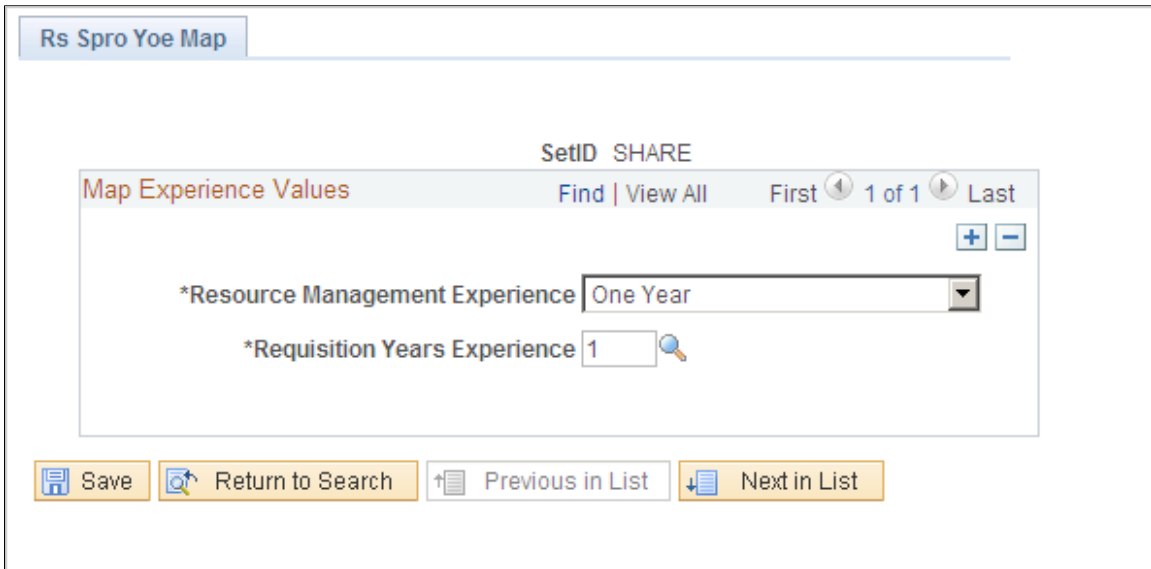 Rs Spro Yoe Map
SetID SHARE
Map Experience Values Find | View All First 1 of 1 Last
*Resource Management Experience One Year
*Requisition Years Experience 1
Save Return to Search Previous in List Next in List